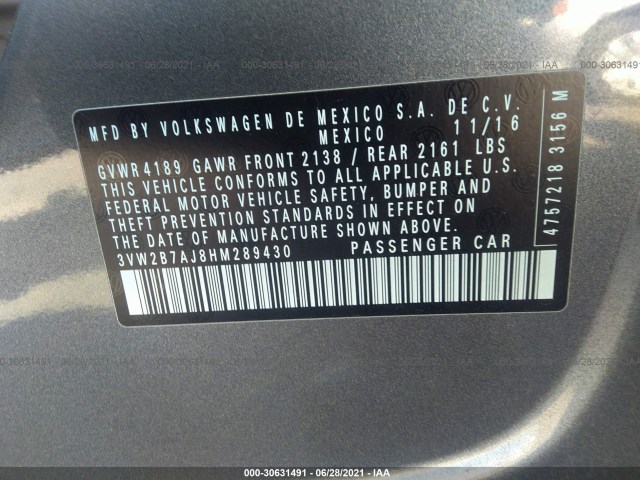 MFD BY VOLKSWAGEN DE MEXICO S.A. DE C.V.
MEXICO 11/16
GVWR 4189 GAWR FRONT 2138 / REAR 2161 LBS
THIS VEHICLE CONFORMS TO ALL APPLICABLE U.S.
FEDERAL MOTOR VEHICLE SAFETY, BUMPER AND
THEFT PREVENTION STANDARDS IN EFFECT ON
THE DATE OF MANUFACTURE SHOWN ABOVE.
3VW2B7AJ8HM289430 PASSENGER CAR
4757218 3156 M
000-30631491 - 06/28/2021 - IAA